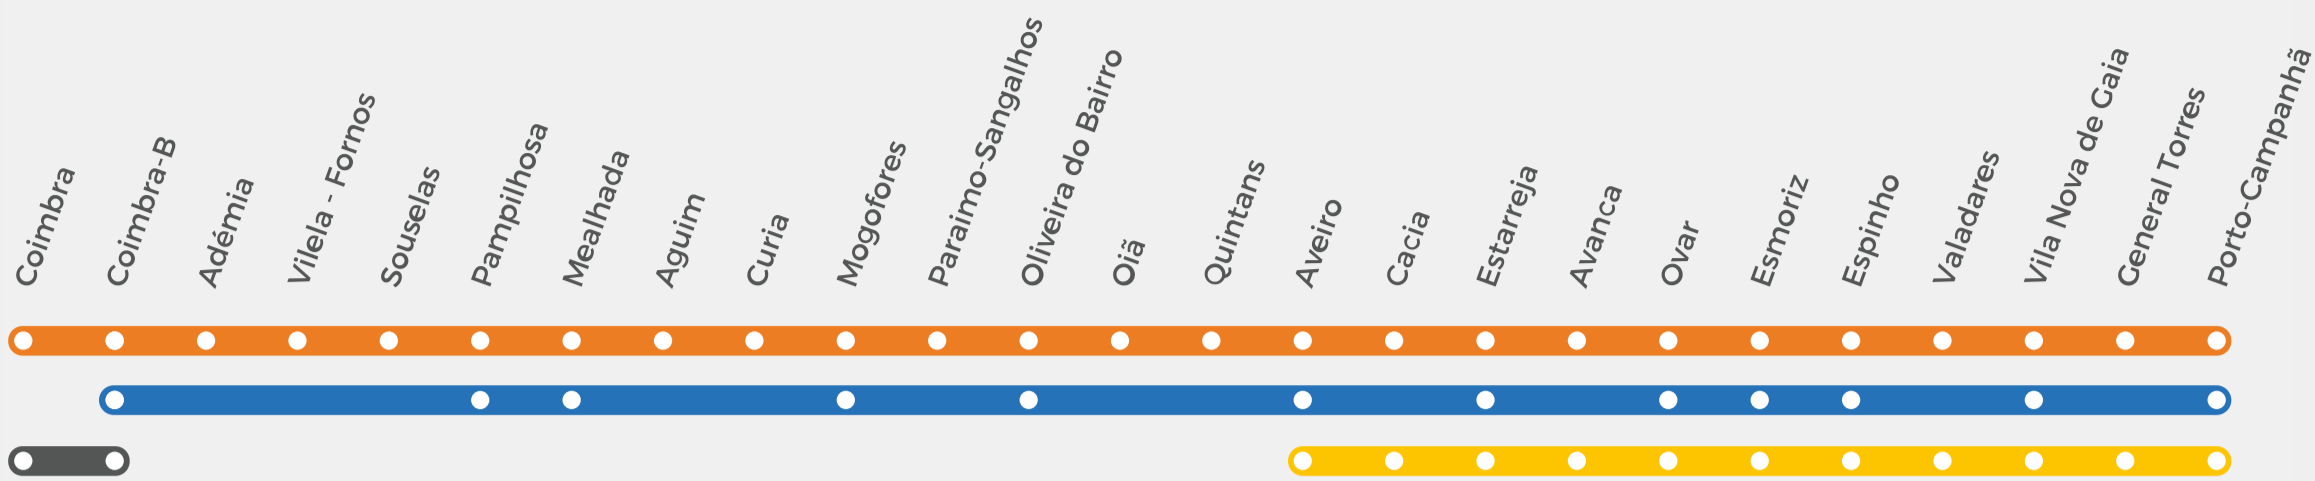 Coimbra
Coimbra-B
Adémia
Vilela - Fornos
Souselas
Pampilhosa
Mealhada
Aguim
Curia
Mogofores
Paraimo-Sangalhos
Oliveira do Bairro
Oiã
Quintans
Aveiro
Cacia
Estarreja
Avanca
Ovar
Esmoriz
Espinho
Valadares
Vila Nova de Gaia
General Torres
Porto-Campanhã